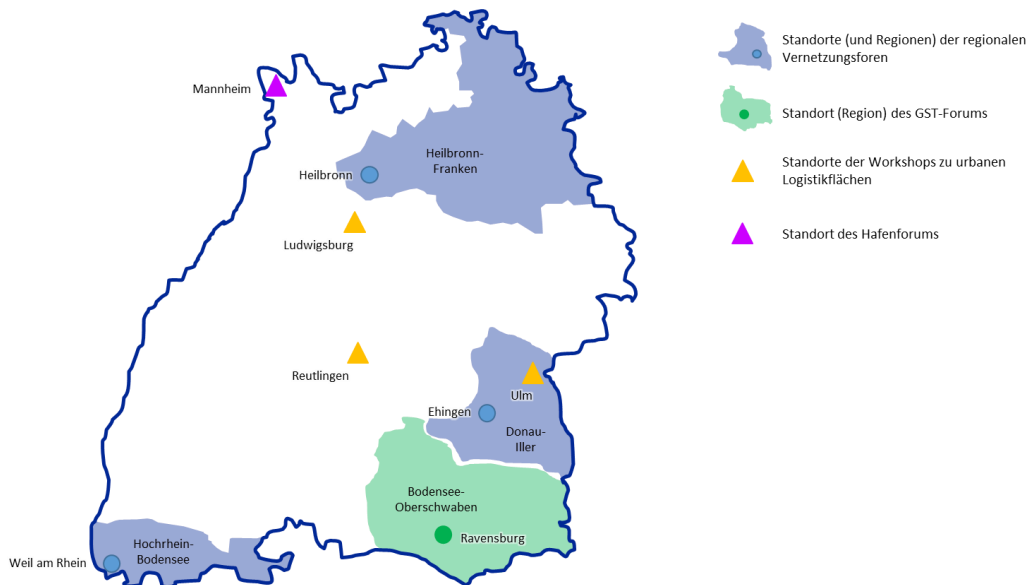 Mannheim
Heilbronn
Heilbronn-
Franken
Ludwigsburg
Reutlingen
Ulm
Ehingen
Donau-
Iller
Bodensee-
Oberschwaben
Ravensburg
Hochrhein-
Bodensee
Weil am Rhein
Standorte (und Regionen) der regionalen
Vernetzungsforen
Standort (Region) des GST-Forums
Standorte der Workshops zu urbanen
Logistikflächen
Standort des Hafenforums